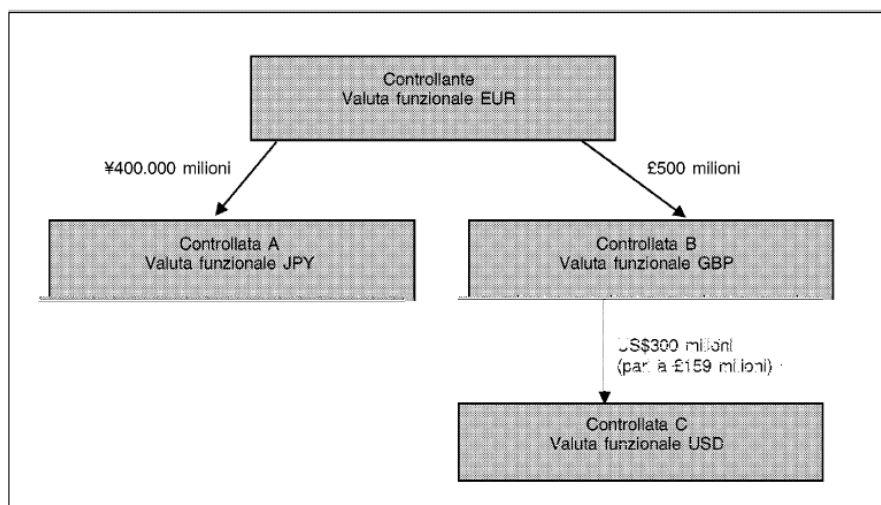 Controllante
Valuta funzionale EUR
¥400.000 milioni
£500 milioni
Controllata A
Valuta funzionale JPY
Controllata B
Valuta funzionale GBP
US$300 milioni
(pari a £159 milioni)
Controllata C
Valuta funzionale USD